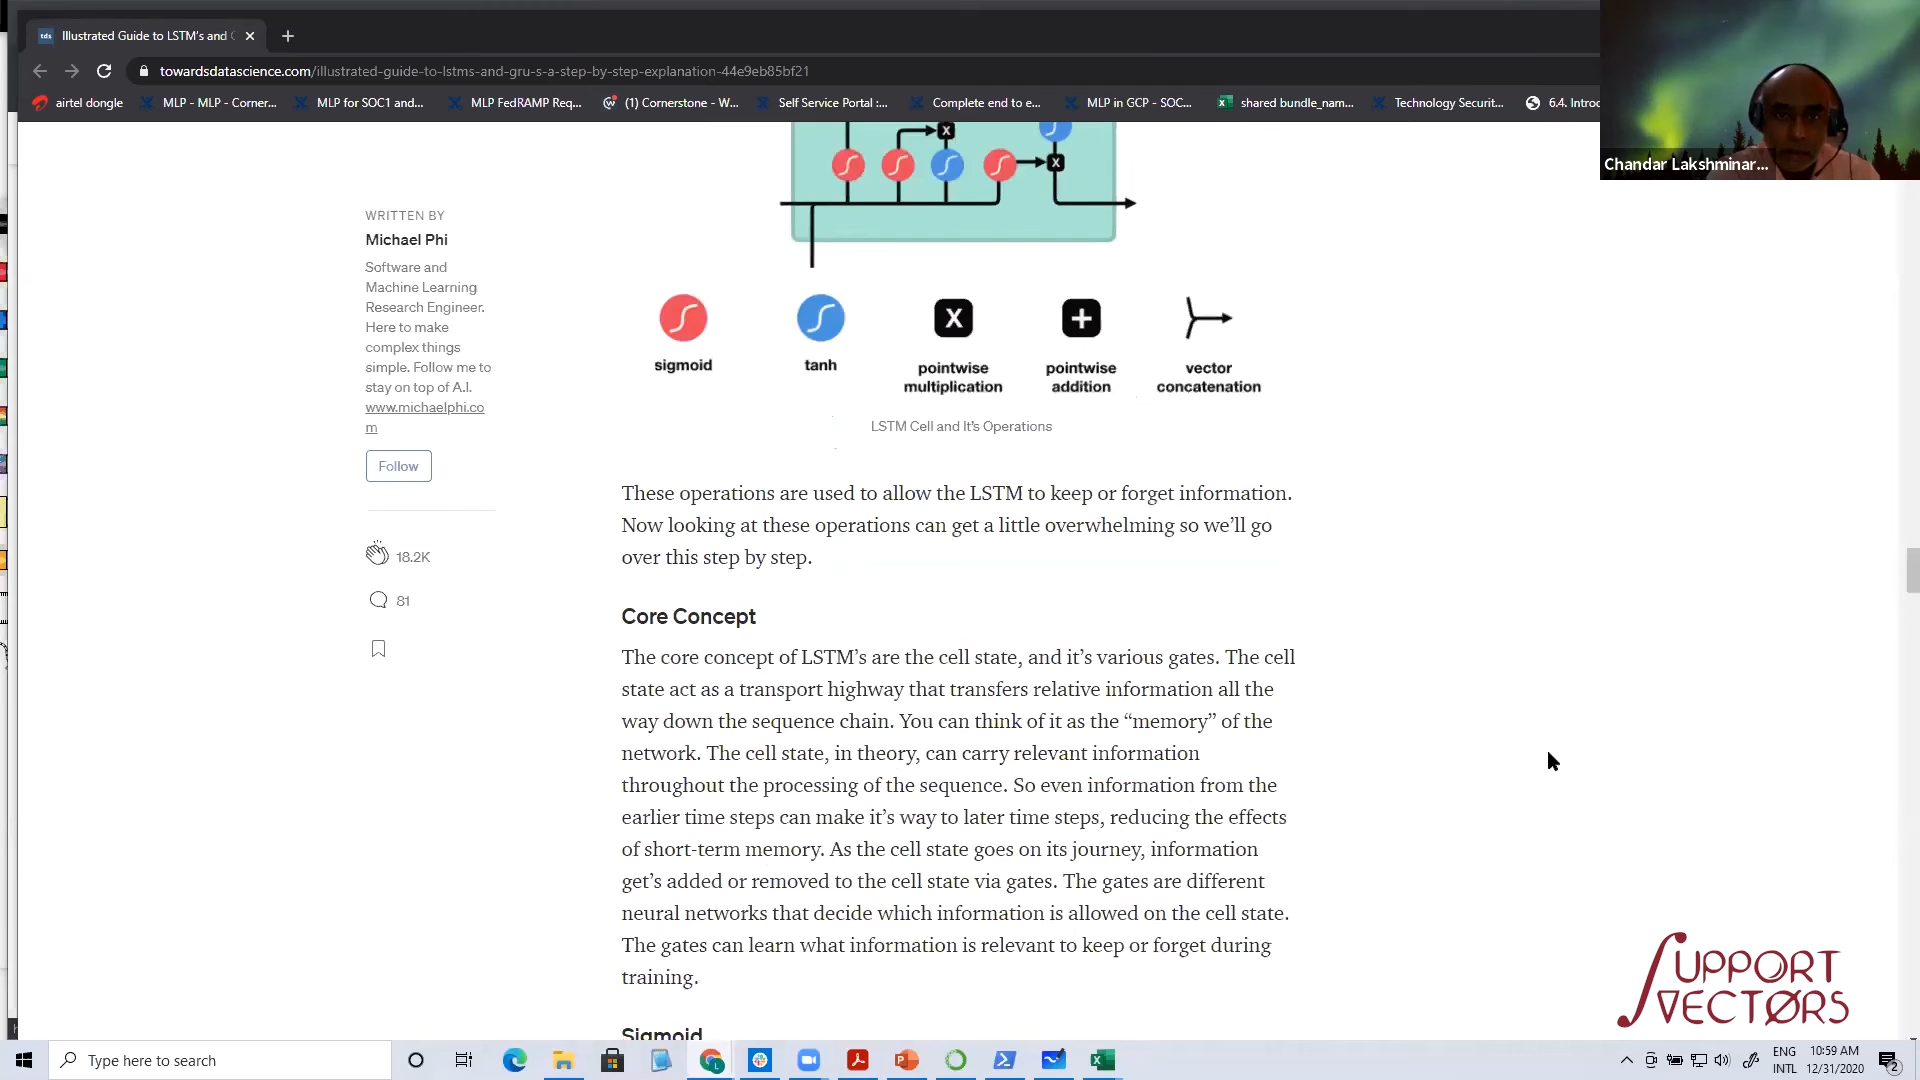 tds Illustrated Guide to LSTM's and
towardsdatascience.com/illustrated-guide-to-lstms-and-gru-s-a-step-by-step-explanation-44e9eb85bf21
airtel dongle MLP - MLP - Corner... MLP for SOC1 and... MLP FedRAMP Req... (1) Cornerstone - W... Self Service Portal :... Complete end to e... MLP in GCP - SOC... shared bundle_nam... Technology Securit... 6.4. Introd
Chandar Lakshminar...
X
X
WRITTEN BY
Michael Phi
Software and
Machine Learning
Research Engineer.
Here to make
complex things
simple. Follow me to
stay on top of A.I.
www.michaelphi.co
m
Follow
18.2K
81
X +
sigmoid tanh pointwise multiplication pointwise addition vector concatenation
LSTM Cell and It's Operations
These operations are used to allow the LSTM to keep or forget information.
Now looking at these operations can get a little overwhelming so we'll go
over this step by step.
Core Concept
The core concept of LSTM's are the cell state, and it's various gates. The cell
state act as a transport highway that transfers relative information all the
way down the sequence chain. You can think of it as the “memory” of the
network. The cell state, in theory, can carry relevant information
throughout the processing of the sequence. So even information from the
earlier time steps can make it's way to later time steps, reducing the effects
of short-term memory. As the cell state goes on its journey, information
get's added or removed to the cell state via gates. The gates are different
neural networks that decide which information is allowed on the cell state.
The gates can learn what information is relevant to keep or forget during
training.
Sigmoid
SUPPORT
VECTORS
Type here to search
ENG
INTL
10:59 AM
12/31/2020
2